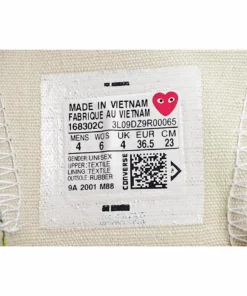 MADE IN VIETNAM
FABRIQUE AU VIETNAM
168302C 3L09DZ9R00065
MENS WO'S UK EUR CM
4 6 4 36.5 23
GENDER: UNISEX
UPPER: TEXTILE
LINING: TEXTILE
OUTSOLE: RUBBER
9A 2001 M88
CONVERSE